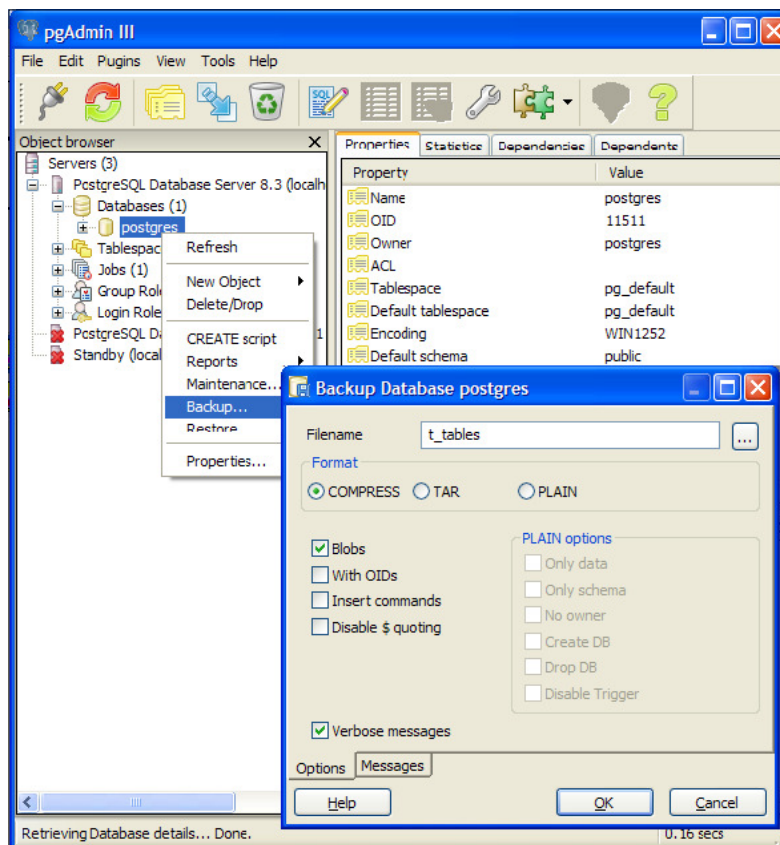 pgAdmin III
File Edit Plugins View Tools Help
SQL
Object browser X
Servers (3)
PostgreSQL Database Server 8.3 (localh
Databases (1)
postgres
Tablespac
Jobs (1)
Group Role
Login Role
PostgreSQL Da 1
Standby (local
Refresh
New Object
Delete/Drop
CREATE script
Reports
Maintenance...
Backup...
Restore
Properties...
Properties Statistics Dependencies Dependents
Property Value
Name postgres
OID 11511
Owner postgres
ACL
Tablespace pg_default
Default tablespace pg_default
Encoding WIN1252
Default schema public
Backup Database postgres
Filename t_tables ...
Format
COMPRESS TAR PLAIN
Blobs
With OIDs
Insert commands
Disable $ quoting
PLAIN options
Only data
Only schema
No owner
Create DB
Drop DB
Disable Trigger
Verbose messages
Options Messages
Help OK Cancel
Retrieving Database details... Done. 0.16 secs